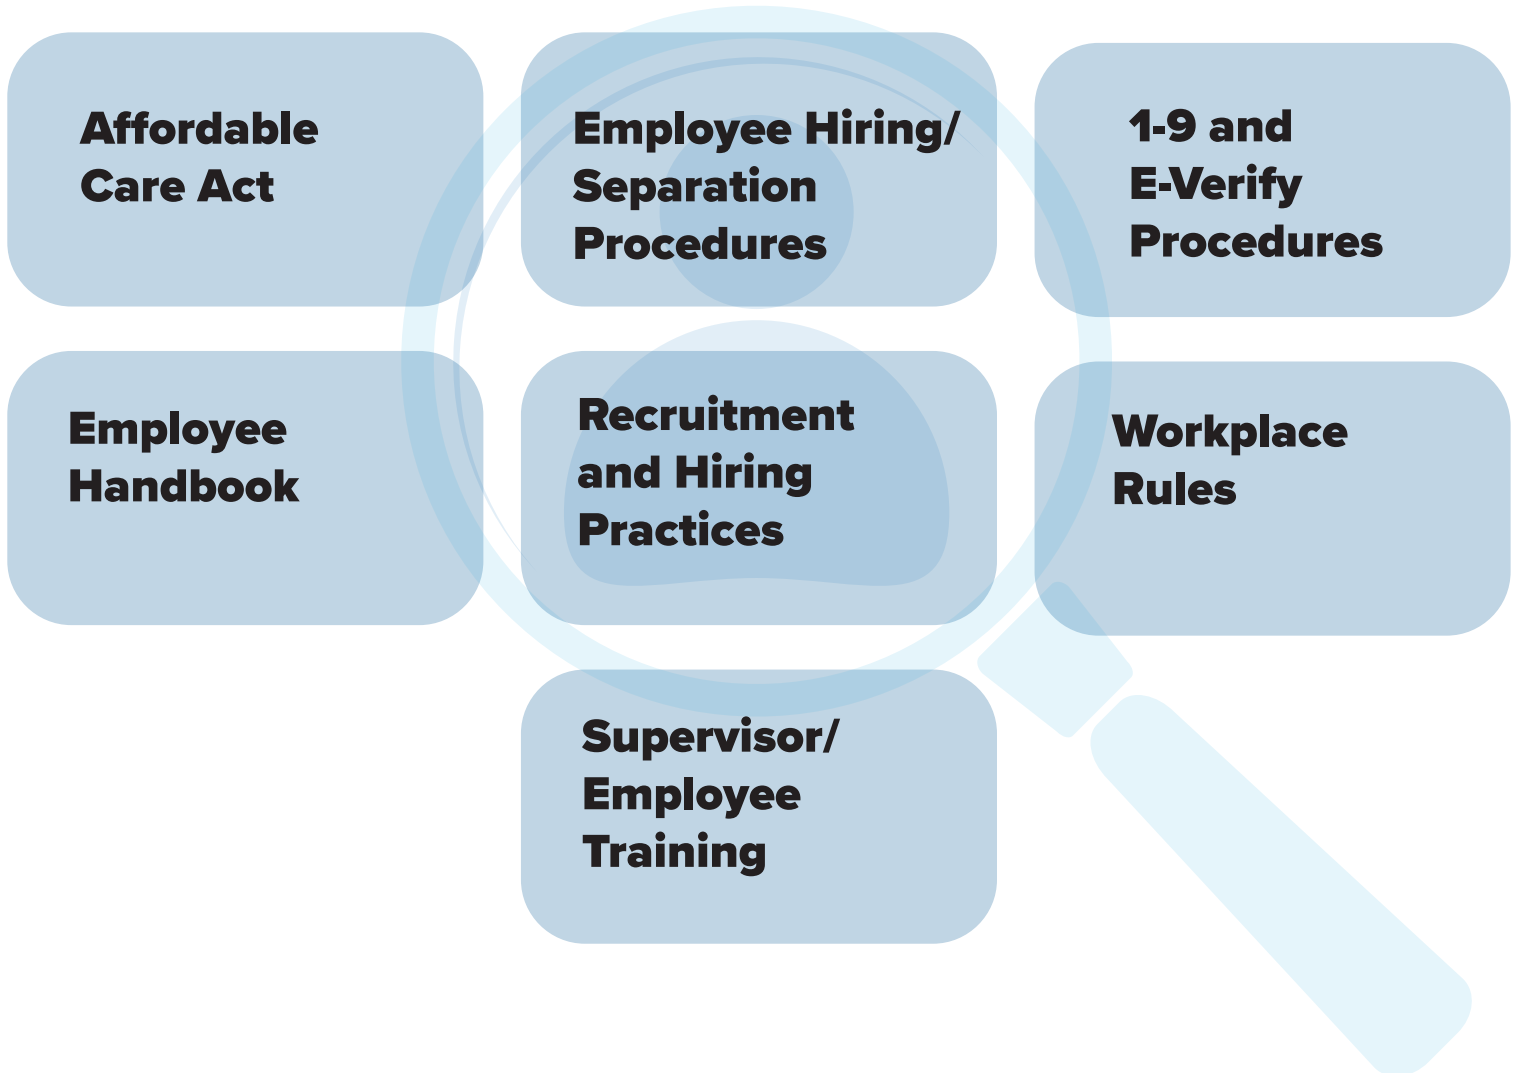 Affordable
Care Act
Employee Hiring/
Separation
Procedures
1-9 and
E-Verify
Procedures
Employee
Handbook
Recruitment
and Hiring
Practices
Workplace
Rules
Supervisor/
Employee
Training